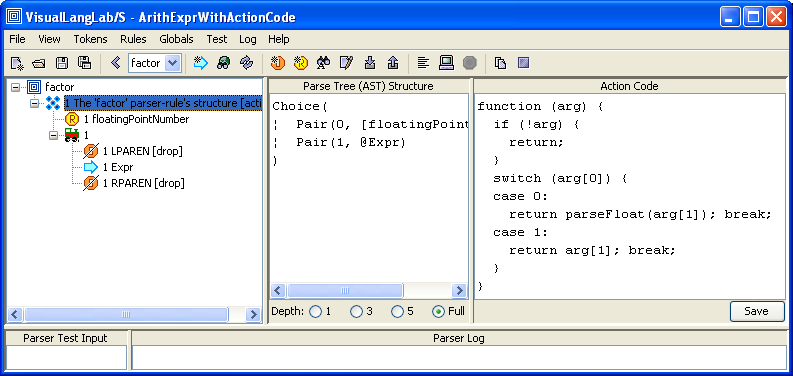 VisualLangLab/S - ArithExprWithActionCode
File View Tokens Rules Globals Test Log Help
factor
factor
1 The 'factor' parser-rule's structure [acti
R 1 floatingPointNumber
1
1 LPAREN [drop]
1 Expr
1 RPAREN [drop]
Parse Tree (AST) Structure
Choice(
¦ Pair(0, [floatingPoint
¦ Pair(1, @Expr)
)
Depth: 1 3 5 Full
Action Code
function (arg) {
if (!arg) {
return;
}
switch (arg[0]) {
case 0:
return parseFloat(arg[1]); break;
case 1:
return arg[1]; break;
}
}
Save
Parser Test Input
Parser Log